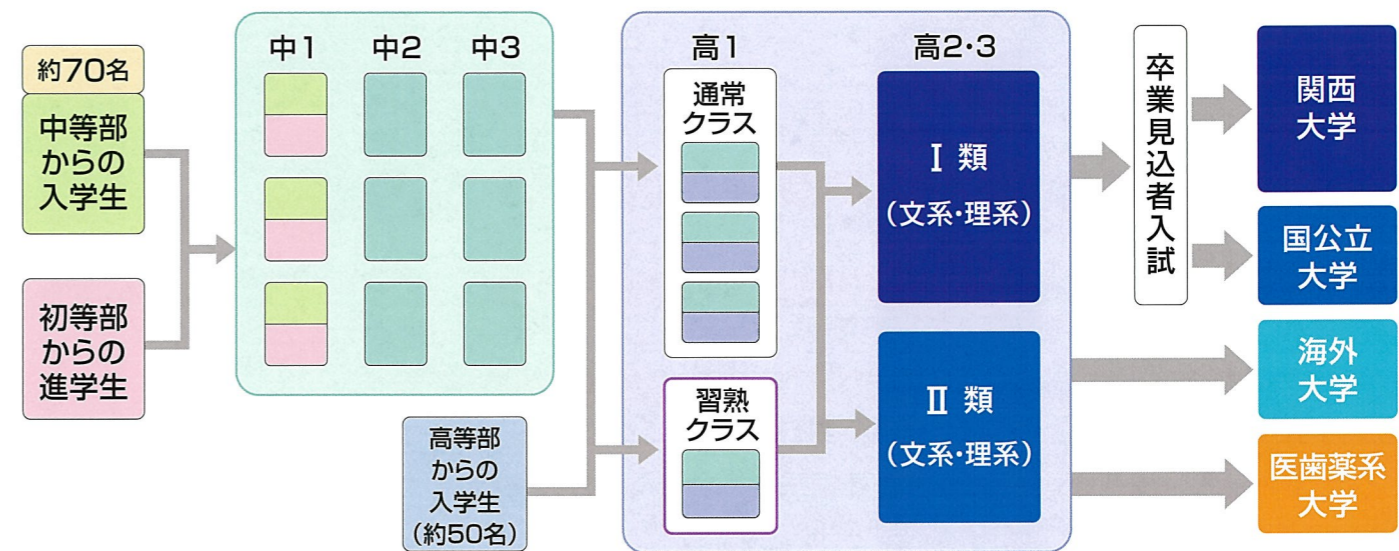 約70名
中等部
からの
入学生
初等部
からの
進学生
中1
中2
中3
高等部
からの
入学生
(約50名)
高1
通常
クラス
習熟
クラス
高2・3
Ⅰ 類
(文系・理系)
Ⅱ 類
(文系・理系)
卒業見込者入試
関西
大学
国公立
大学
海外
大学
医歯薬系
大学